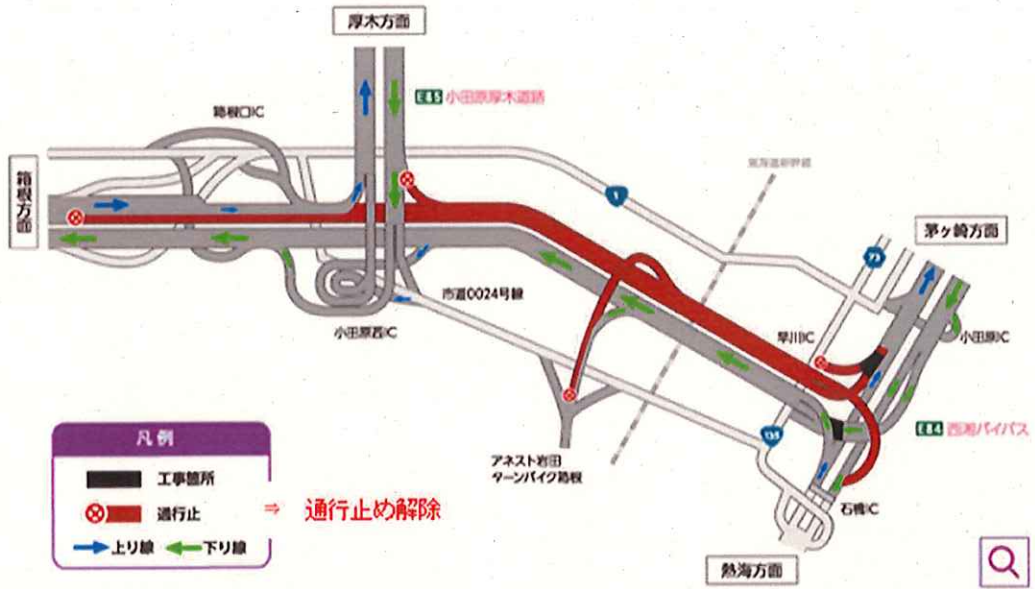 厚木方面
E85 小田原厚木道路
箱根口IC
箱根方面
東海道新幹線
1
茅ヶ崎方面
73
市道0024号線
小田原西IC
早川IC
小田原IC
E84 西湘バイパス
135
アネスト岩田
ターンパイク箱根
石橋IC
熱海方面
凡例
工事箇所
通行止
⇒ 通行止め解除
上り線
下り線